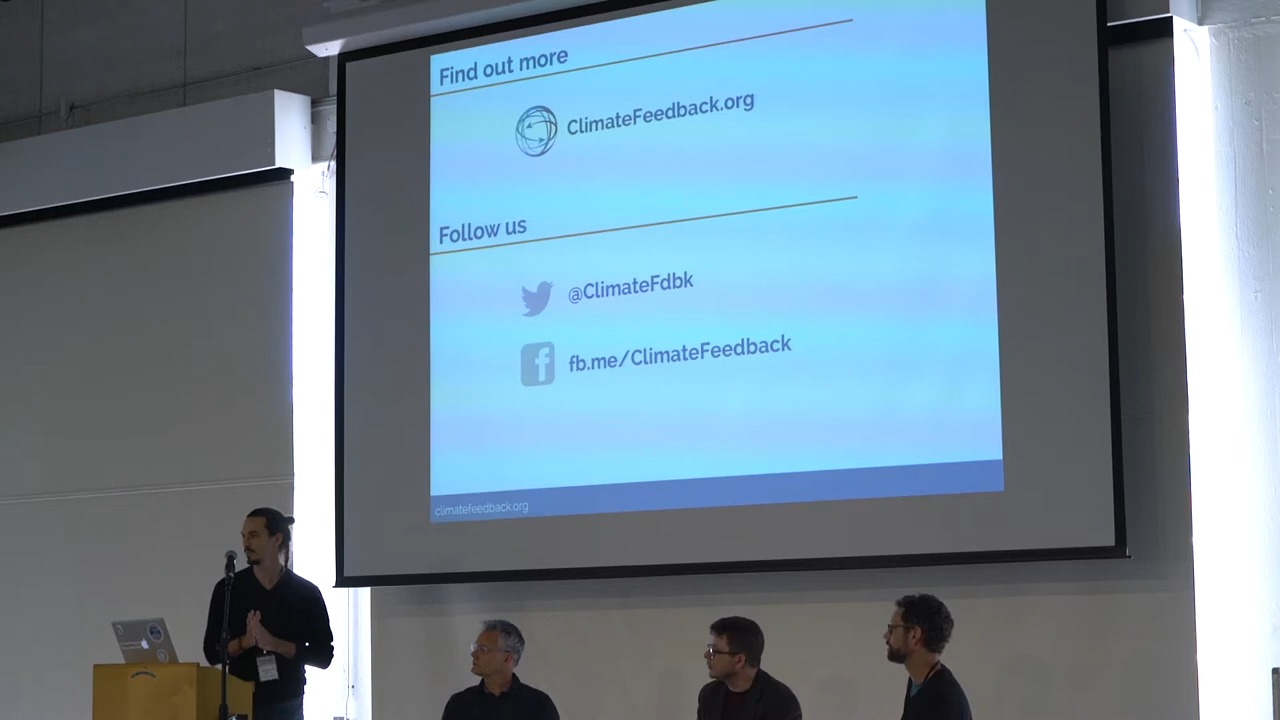 Find out more
ClimateFeedback.org
Follow us
@ClimateFdbk
fb.me/ClimateFeedback
climatefeedback.org